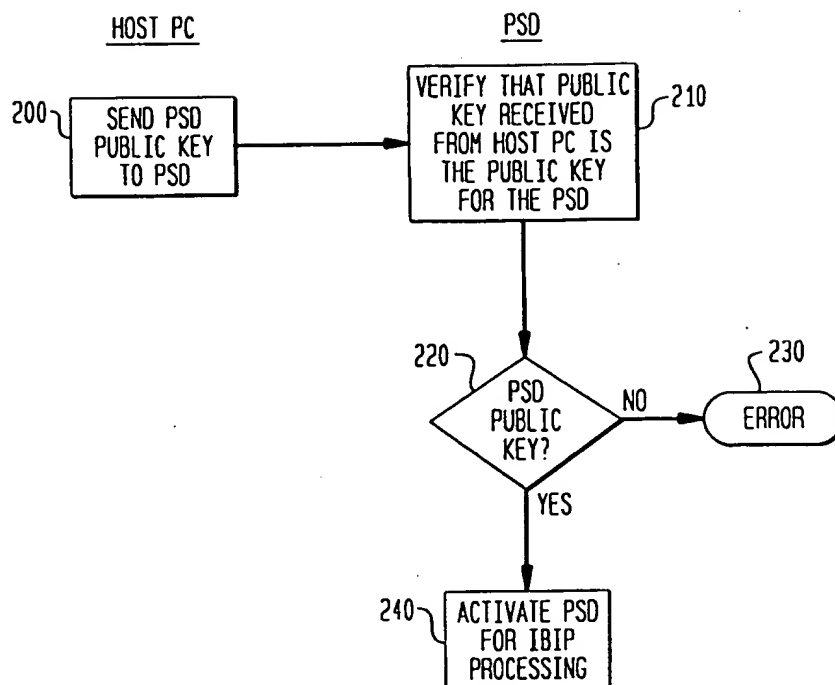 HOST PC
PSD
200
SEND PSD
PUBLIC KEY
TO PSD
VERIFY THAT PUBLIC
KEY RECEIVED
FROM HOST PC IS
THE PUBLIC KEY
FOR THE PSD
210
220
PSD
PUBLIC
KEY?
NO
230
ERROR
YES
240
ACTIVATE PSD
FOR IBIP
PROCESSING